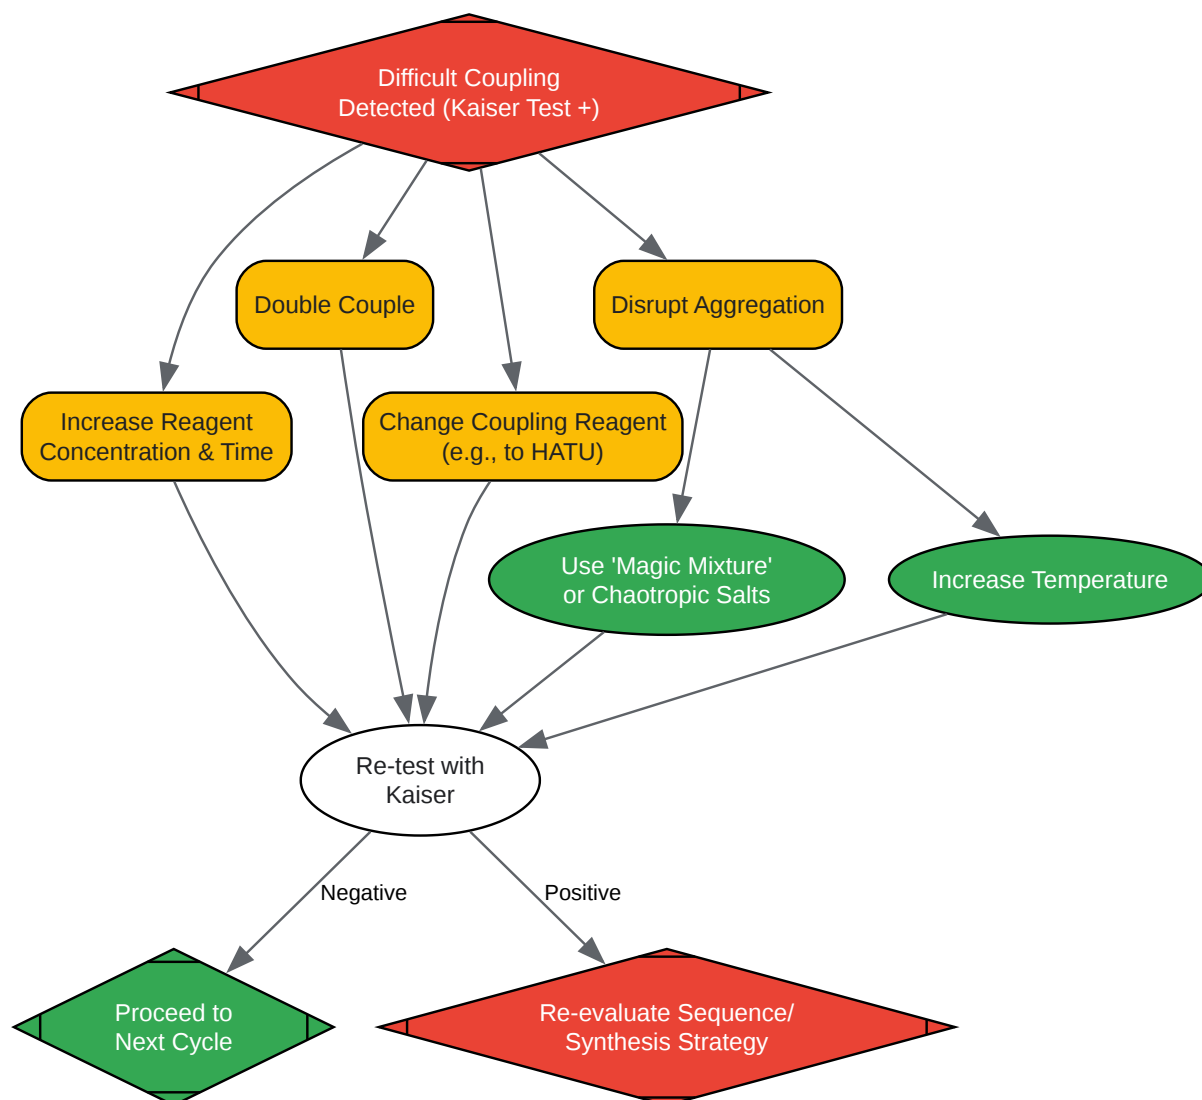 Difficult Coupling
Detected (Kaiser Test +)
Double Couple
Disrupt Aggregation
Increase Reagent
Concentration & Time
Change Coupling Reagent
(e.g., to HATU)
Use 'Magic Mixture'
or Chaotropic Salts
Increase Temperature
Re-test with
Kaiser
Negative
Positive
Proceed to
Next Cycle
Re-evaluate Sequence/
Synthesis Strategy